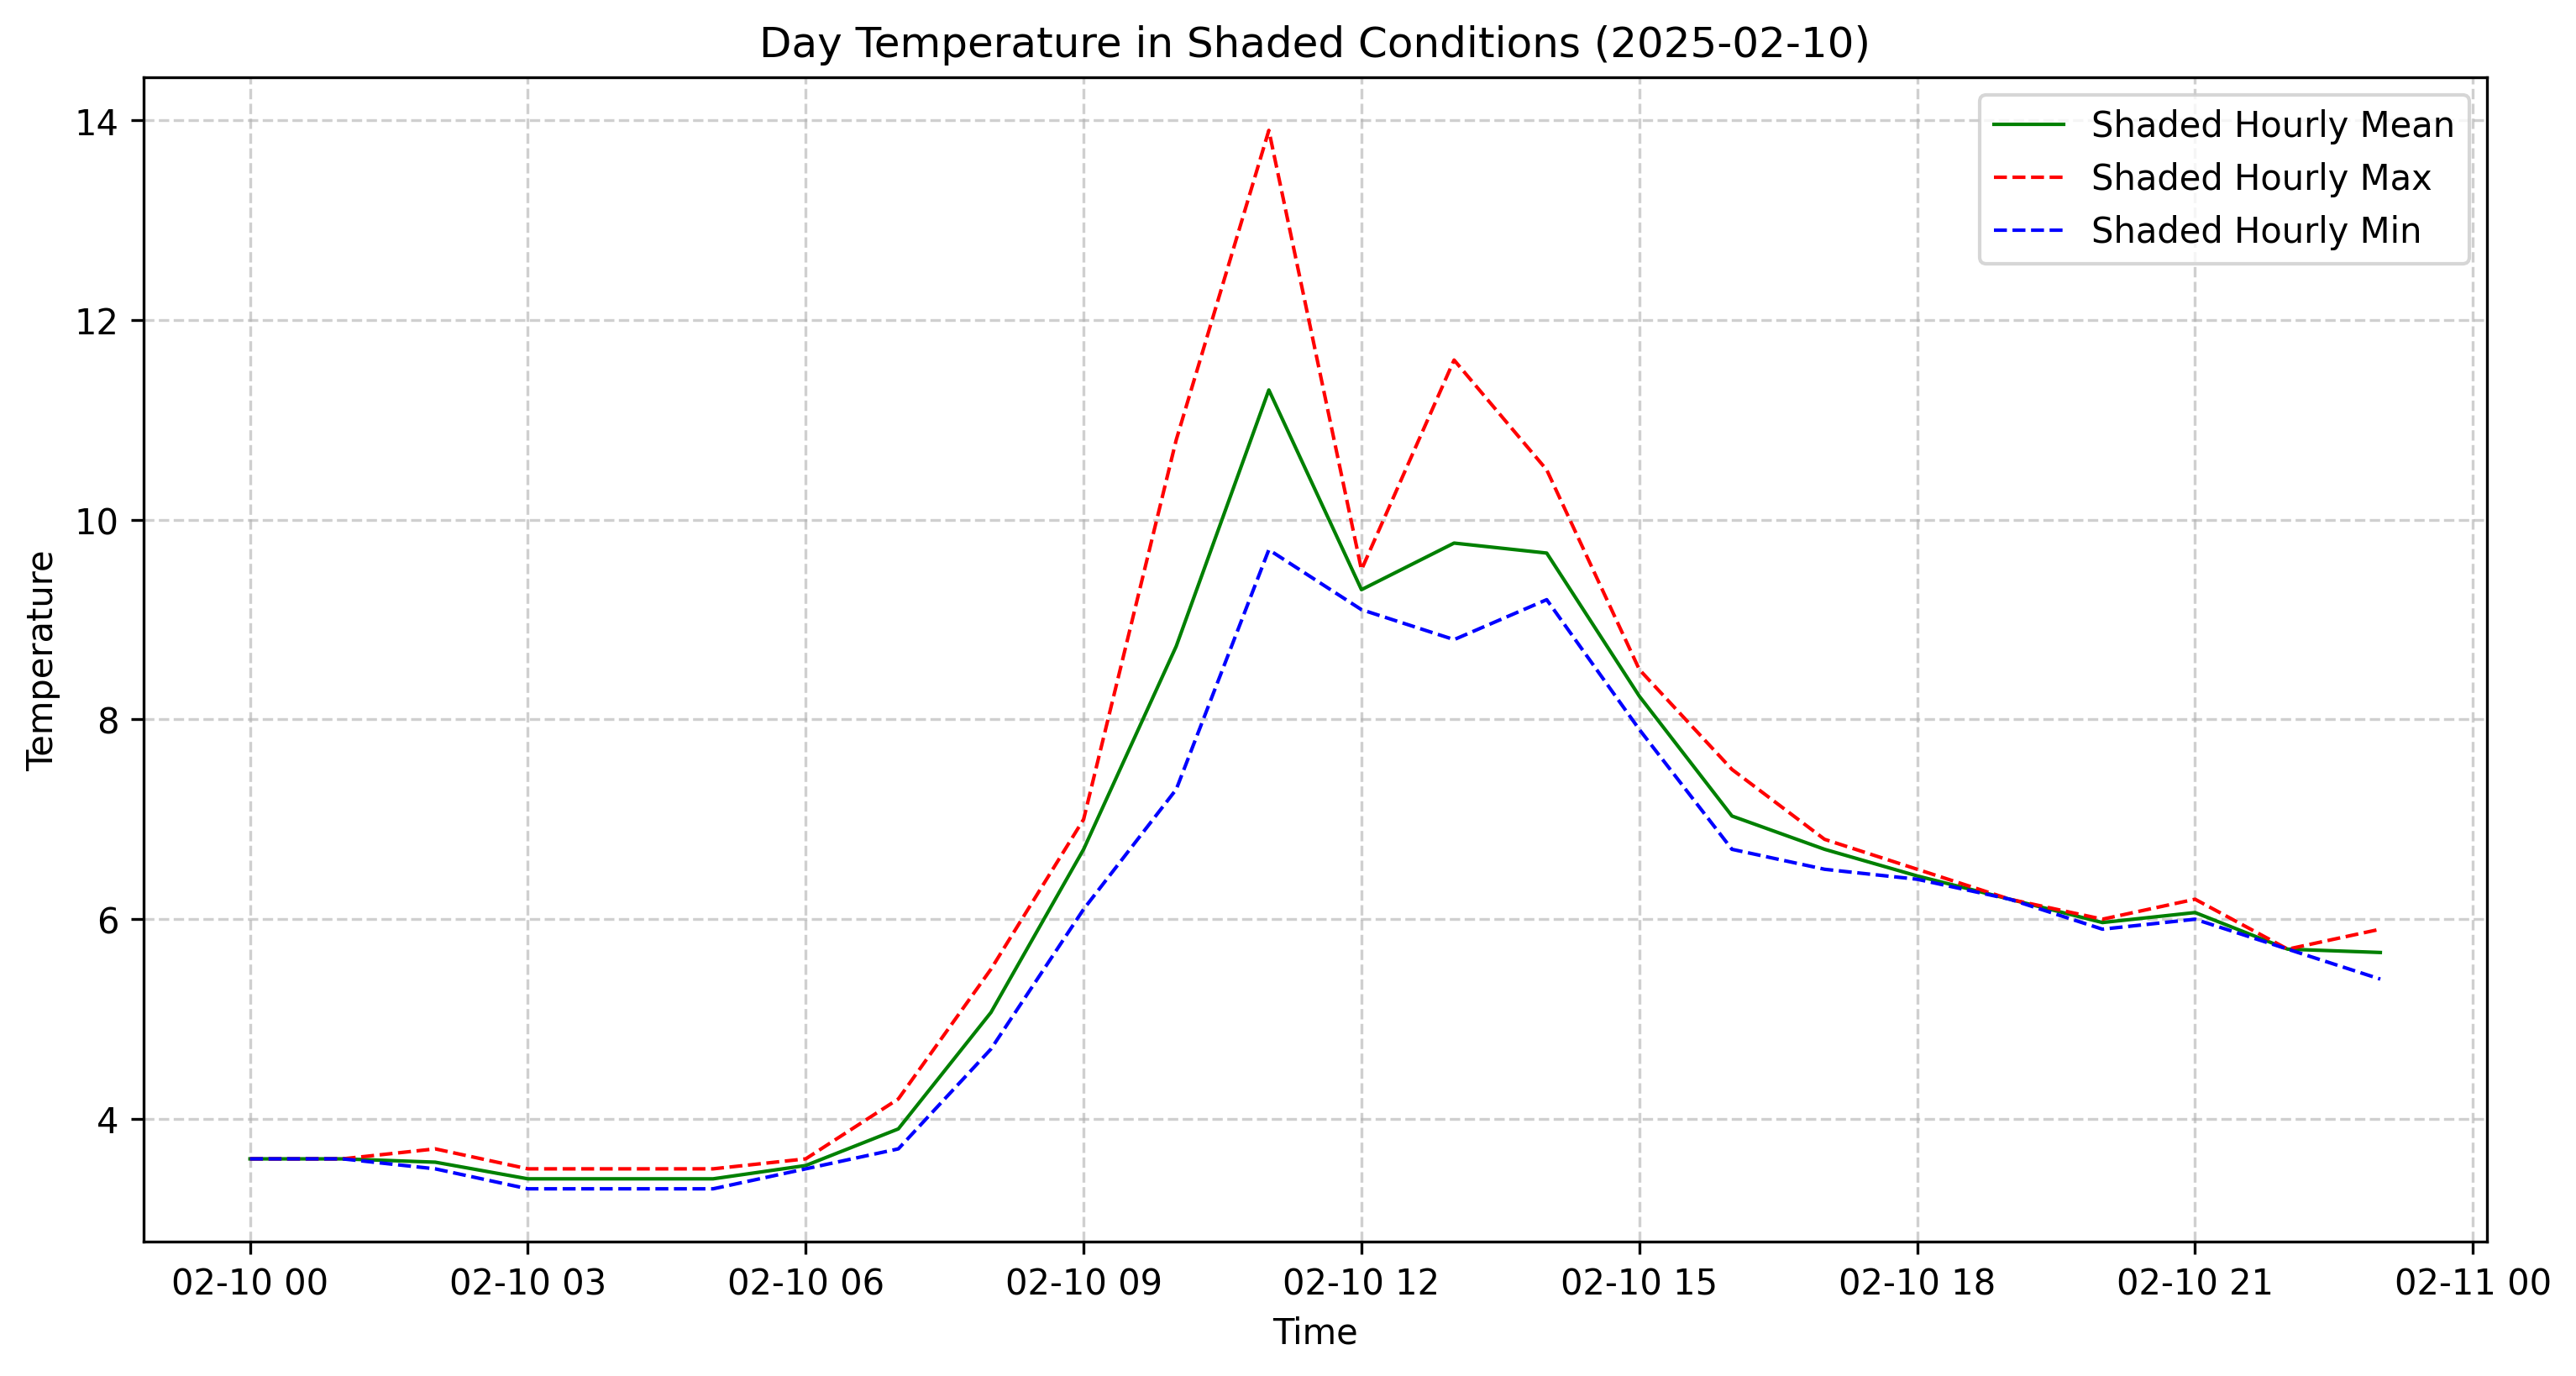 Day Temperature in Shaded Conditions (2025-02-10)
Shaded Hourly Mean
Shaded Hourly Max
Shaded Hourly Min
Temperature
14
12
10
8
6
4
02-10 00 02-10 03 02-10 06 02-10 09 02-10 12 02-10 15 02-10 18 02-10 21 02-11 00
Time